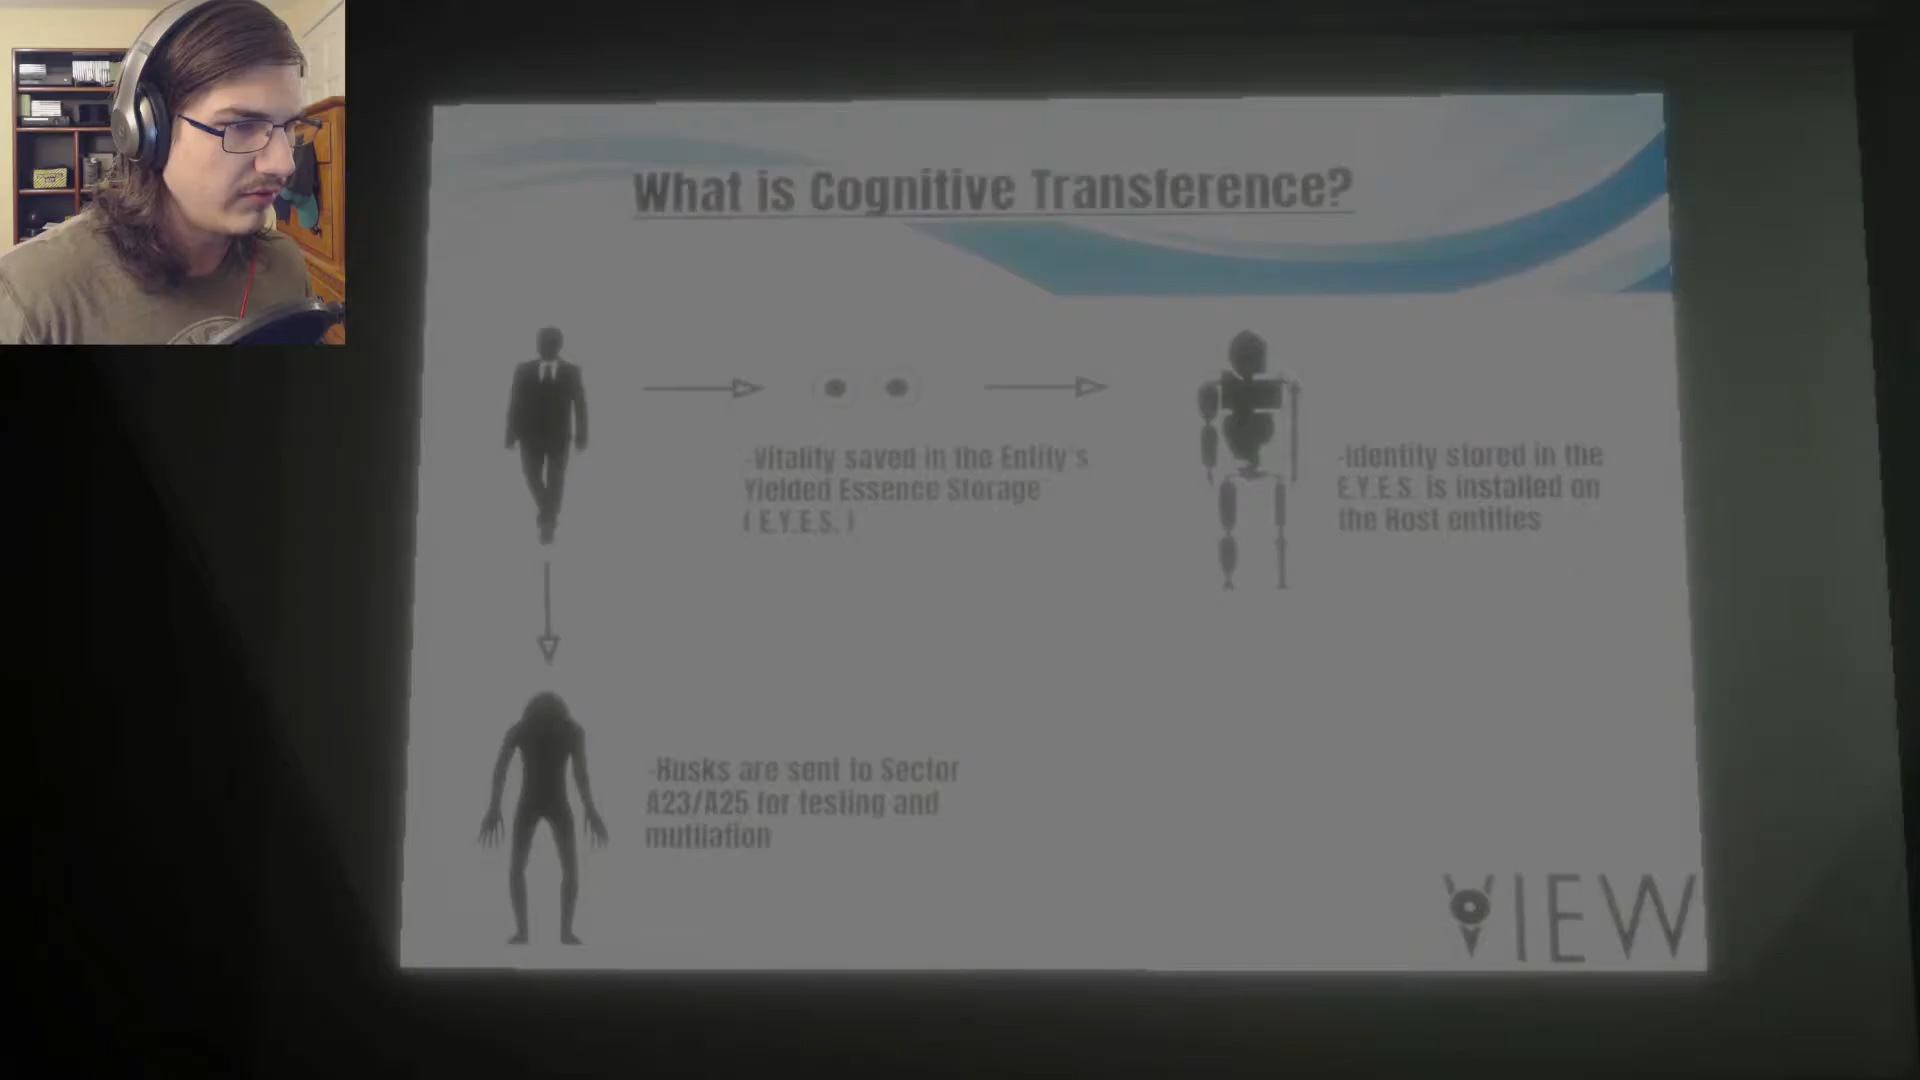 What is Cognitive Transference?
-Vitality saved in the Entity's
Yielded Essence Storage
( E.Y.E.S. )
-Identity stored in the
E.Y.E.S. is installed on
the Host entities
-Husks are sent to Sector
A23/A25 for testing and
mutilation
VIEW